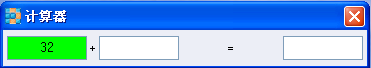 计算器
32 + =